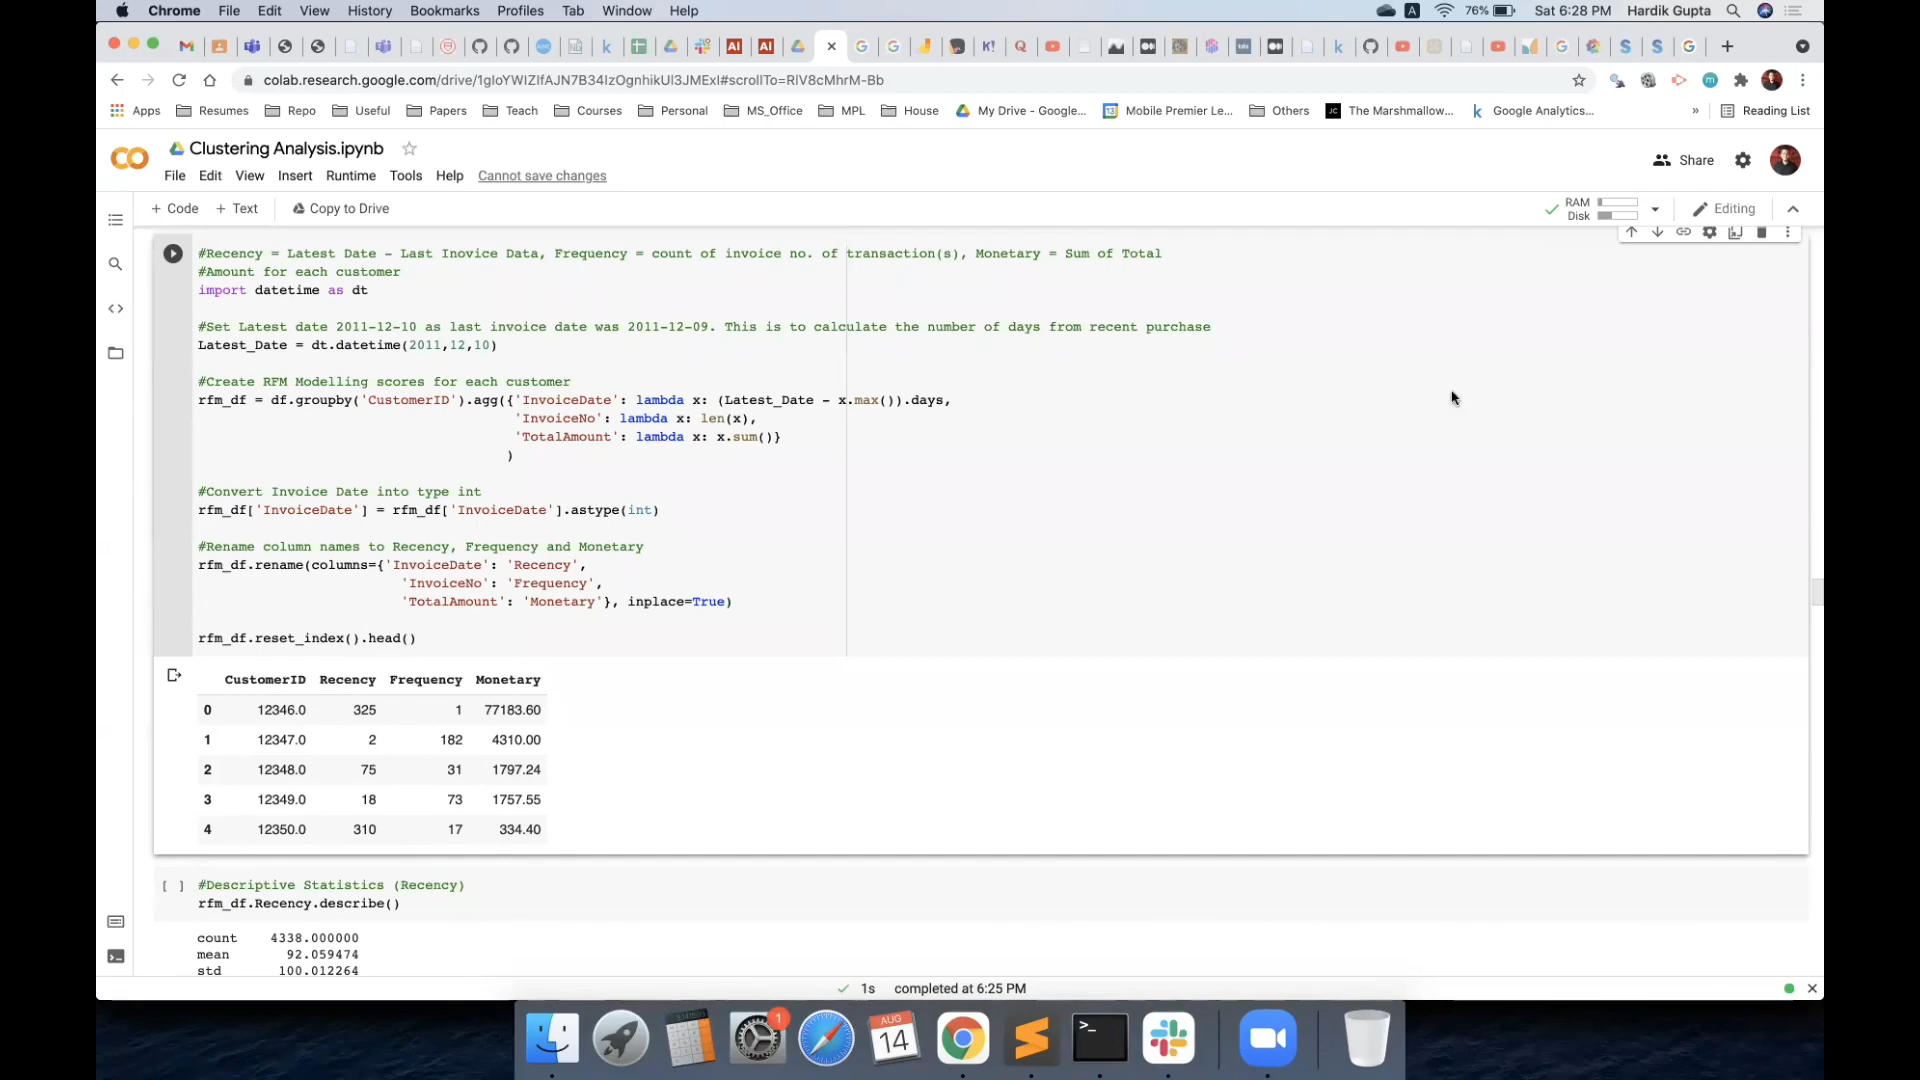 Chrome File Edit View History Bookmarks Profiles Tab Window Help
76% Sat 6:28 PM Hardik Gupta
colab.research.google.com/drive/1gIoYWIZIfAJN7B34IzOgnhikUl3JMExI#scrollTo=RlV8cMhrM-Bb
Apps Resumes Repo Useful Papers Teach Courses Personal MS_Office MPL House My Drive - Google... Mobile Premier Le... Others The Marshmallow... Google Analytics... » Reading List
Clustering Analysis.ipynb
Share
File Edit View Insert Runtime Tools Help Cannot save changes
+ Code + Text Copy to Drive
RAM
Disk
Editing
#Recency = Latest Date - Last Inovice Data, Frequency = count of invoice no. of transaction(s), Monetary = Sum of Total
#Amount for each customer
import datetime as dt
#Set Latest date 2011-12-10 as last invoice date was 2011-12-09. This is to calculate the number of days from recent purchase
Latest_Date = dt.datetime(2011,12,10)
#Create RFM Modelling scores for each customer
rfm_df = df.groupby('CustomerID').agg({'InvoiceDate': lambda x: (Latest_Date - x.max()).days,
'InvoiceNo': lambda x: len(x),
'TotalAmount': lambda x: x.sum()}
)
#Convert Invoice Date into type int
rfm_df['InvoiceDate'] = rfm_df['InvoiceDate'].astype(int)
#Rename column names to Recency, Frequency and Monetary
rfm_df.rename(columns={'InvoiceDate': 'Recency',
'InvoiceNo': 'Frequency',
'TotalAmount': 'Monetary'}, inplace=True)
rfm_df.reset_index().head()
CustomerID Recency Frequency Monetary
0 12346.0 325 1 77183.60
1 12347.0 2 182 4310.00
2 12348.0 75 31 1797.24
3 12349.0 18 73 1757.55
4 12350.0 310 17 334.40
[ ] #Descriptive Statistics (Recency)
rfm_df.Recency.describe()
count 4338.000000
mean 92.059474
std 100.012264
1s completed at 6:25 PM
1
AUG
14